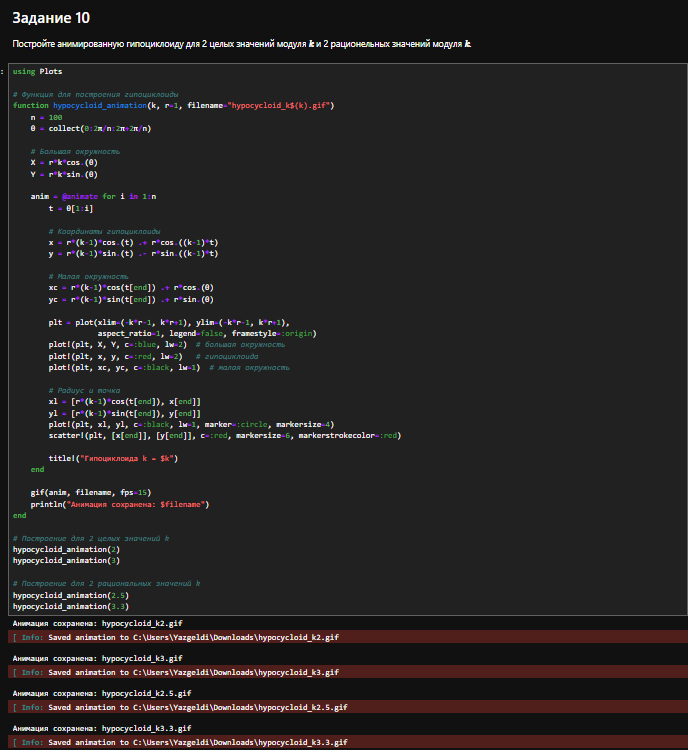 Задание 10
Постройте анимированную гипоциклоиду для 2 целых значений модуля k и 2 рациональных значений модуля k.
:
using Plots
# Функция для построения гипоциклоиды
function hypocycloid_animation(k, r=1, filename="hypocycloid_k$(k).gif")
n = 100
θ = collect(0:2π/n:2π+2π/n)
# Большая окружность
X = r*k*cos.(θ)
Y = r*k*sin.(θ)
anim = @animate for i in 1:n
t = θ[1:i]
# Координаты гипоциклоиды
x = r*(k-1)*cos.(t) .+ r*cos.((k-1)*t)
y = r*(k-1)*sin.(t) .- r*sin.((k-1)*t)
# Малая окружность
xc = r*(k-1)*cos(t[end]) .+ r*cos.(θ)
yc = r*(k-1)*sin(t[end]) .+ r*sin.(θ)
plt = plot(xlim=(-k*r-1, k*r+1), ylim=(-k*r-1, k*r+1),
aspect_ratio=1, legend=false, framestyle=:origin)
plot!(plt, X, Y, c=:blue, lw=2) # большая окружность
plot!(plt, x, y, c=:red, lw=2) # гипоциклоида
plot!(plt, xc, yc, c=:black, lw=1) # малая окружность
# Радиус и точка
xl = [r*(k-1)*cos(t[end]), x[end]]
yl = [r*(k-1)*sin(t[end]), y[end]]
plot!(plt, xl, yl, c=:black, lw=1, marker=:circle, markersize=4)
scatter!(plt, [x[end]], [y[end]], c=:red, markersize=6, markerstrokecolor=:red)
title!("Гипоциклоида k = $k")
end
gif(anim, filename, fps=15)
println("Анимация сохранена: $filename")
end
# Построение для 2 целых значений k
hypocycloid_animation(2)
hypocycloid_animation(3)
# Построение для 2 рациональных значений k
hypocycloid_animation(2.5)
hypocycloid_animation(3.3)
Анимация сохранена: hypocycloid_k2.gif
[ Info: Saved animation to C:\Users\Yazgeldi\Downloads\hypocycloid_k2.gif
Анимация сохранена: hypocycloid_k3.gif
[ Info: Saved animation to C:\Users\Yazgeldi\Downloads\hypocycloid_k3.gif
Анимация сохранена: hypocycloid_k2.5.gif
[ Info: Saved animation to C:\Users\Yazgeldi\Downloads\hypocycloid_k2.5.gif
Анимация сохранена: hypocycloid_k3.3.gif
[ Info: Saved animation to C:\Users\Yazgeldi\Downloads\hypocycloid_k3.3.gif